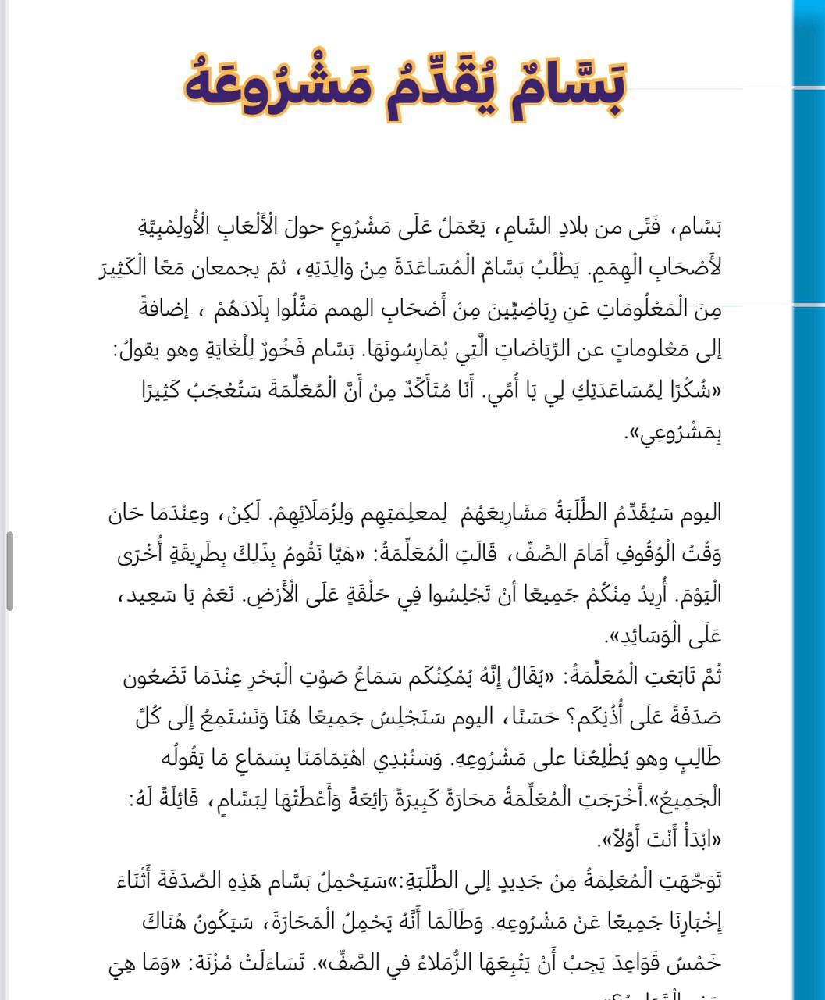 بَسَّامٌ يُقَدِّمُ مَشْرُوعَهُ
بَسَّام، فَتًى من بلادِ الشَامِ، يَعْمَلُ عَلَى مَشْرُوعٍ حولَ الْأَلْعَابِ الْأُولِمْبِيَّةِ
لأَصْحَابِ الْهِمَمِ. يَطْلُبُ بَسَّامٌ الْمُسَاعَدَةَ مِنْ وَالِدَتِهِ، ثمّ يجمعان مَعًا الْكَثِيرَ
مِنَ الْمَعْلُومَاتِ عَنِ رِيَاضِيِّينَ مِنْ أَصْحَابِ الهمم مَثَّلُوا بِلَادَهُمْ ، إضافةً
إلى مَعْلوماتٍ عن الرِّيَاضَاتِ الَّتِي يُمَارِسُونَهَا. بَسَّام فَخُورٌ لِلْغَايَةِ وهو يقولُ:
«شُكْرًا لِمُسَاعَدَتِكِ لِي يَا أُمِّي. أَنَا مُتَأَكِّدٌ مِنْ أَنَّ الْمُعَلِّمَةَ سَتُعْجَبُ كَثِيرًا
بِمَشْرُوعِي».
اليوم سَيُقَدِّمُ الطَّلَبَةُ مَشَارِيعَهُمْ لِمعلِمَتِهِم وَلِزُمَلَائِهِمْ. لَكِنْ، وعِنْدَمَا حَانَ
وَقْتُ الْوُقُوفِ أَمَامَ الصَّفِّ، قَالَتِ الْمُعَلِّمَةُ: «هَيَّا نَقُومُ بِذَلِكَ بِطَرِيقَةٍ أُخْرَى
الْيَوْمَ. أُرِيدُ مِنْكُمْ جَمِيعًا أنْ تَجْلِسُوا فِي حَلْقَةٍ عَلَى الْأَرْضِ. نَعَمْ يَا سَعِيد،
عَلَى الْوَسَائِدِ».
ثُمَّ تَابَعَتِ الْمُعَلِّمَةُ: «يُقَالُ إِنَّهُ يُمْكِنُكَم سَمَاعُ صَوْتِ الْبَحْرِ عِنْدَمَا تَضَعُون
صَدَفَةً عَلَى أُذُنِكَم؟ حَسَنًا، اليوم سَنَجْلِسُ جَمِيعًا هُنَا وَنَسْتَمِعُ إِلَى كُلِّ
طَالِبٍ وهو يُطْلِعُنَا على مَشْرُوعِهِ. وَسَنُبْدِي اهْتِمَامَنَا بِسَمَاعِ مَا يَقُولُه
الْجَمِيعُ».أَخْرَجَتِ الْمُعَلِّمَةُ مَحَارَةً كَبِيرَةً رَائِعَةً وَأَعْطَتْهَا لِبَسَّامٍ، قَائِلَةً لَهُ:
«ابْدَأْ أَنْتَ أَوَّلاً».
تَوَجَّهَتِ الْمُعَلِمَةُ مِنْ جَدِيدٍ إلى الطَّلَبَةِ:»سَيَحْمِلُ بَسَّام هَذِهِ الصَّدَفَةَ أَثْنَاءَ
إِخْبَارِنَا جَمِيعًا عَنْ مَشْرُوعِهِ. وَطَالَمَا أَنَّهُ يَحْمِلُ الْمَحَارَةَ، سَيَكُونُ هُنَاكَ
خَمْسُ قَوَاعِدَ يَجِبُ أَنْ يَتْبِعَهَا الزُّمَلاءُ في الصَّفِّ». تَسَاءَلَتْ مُزْنَة: «وَمَا هِيَ